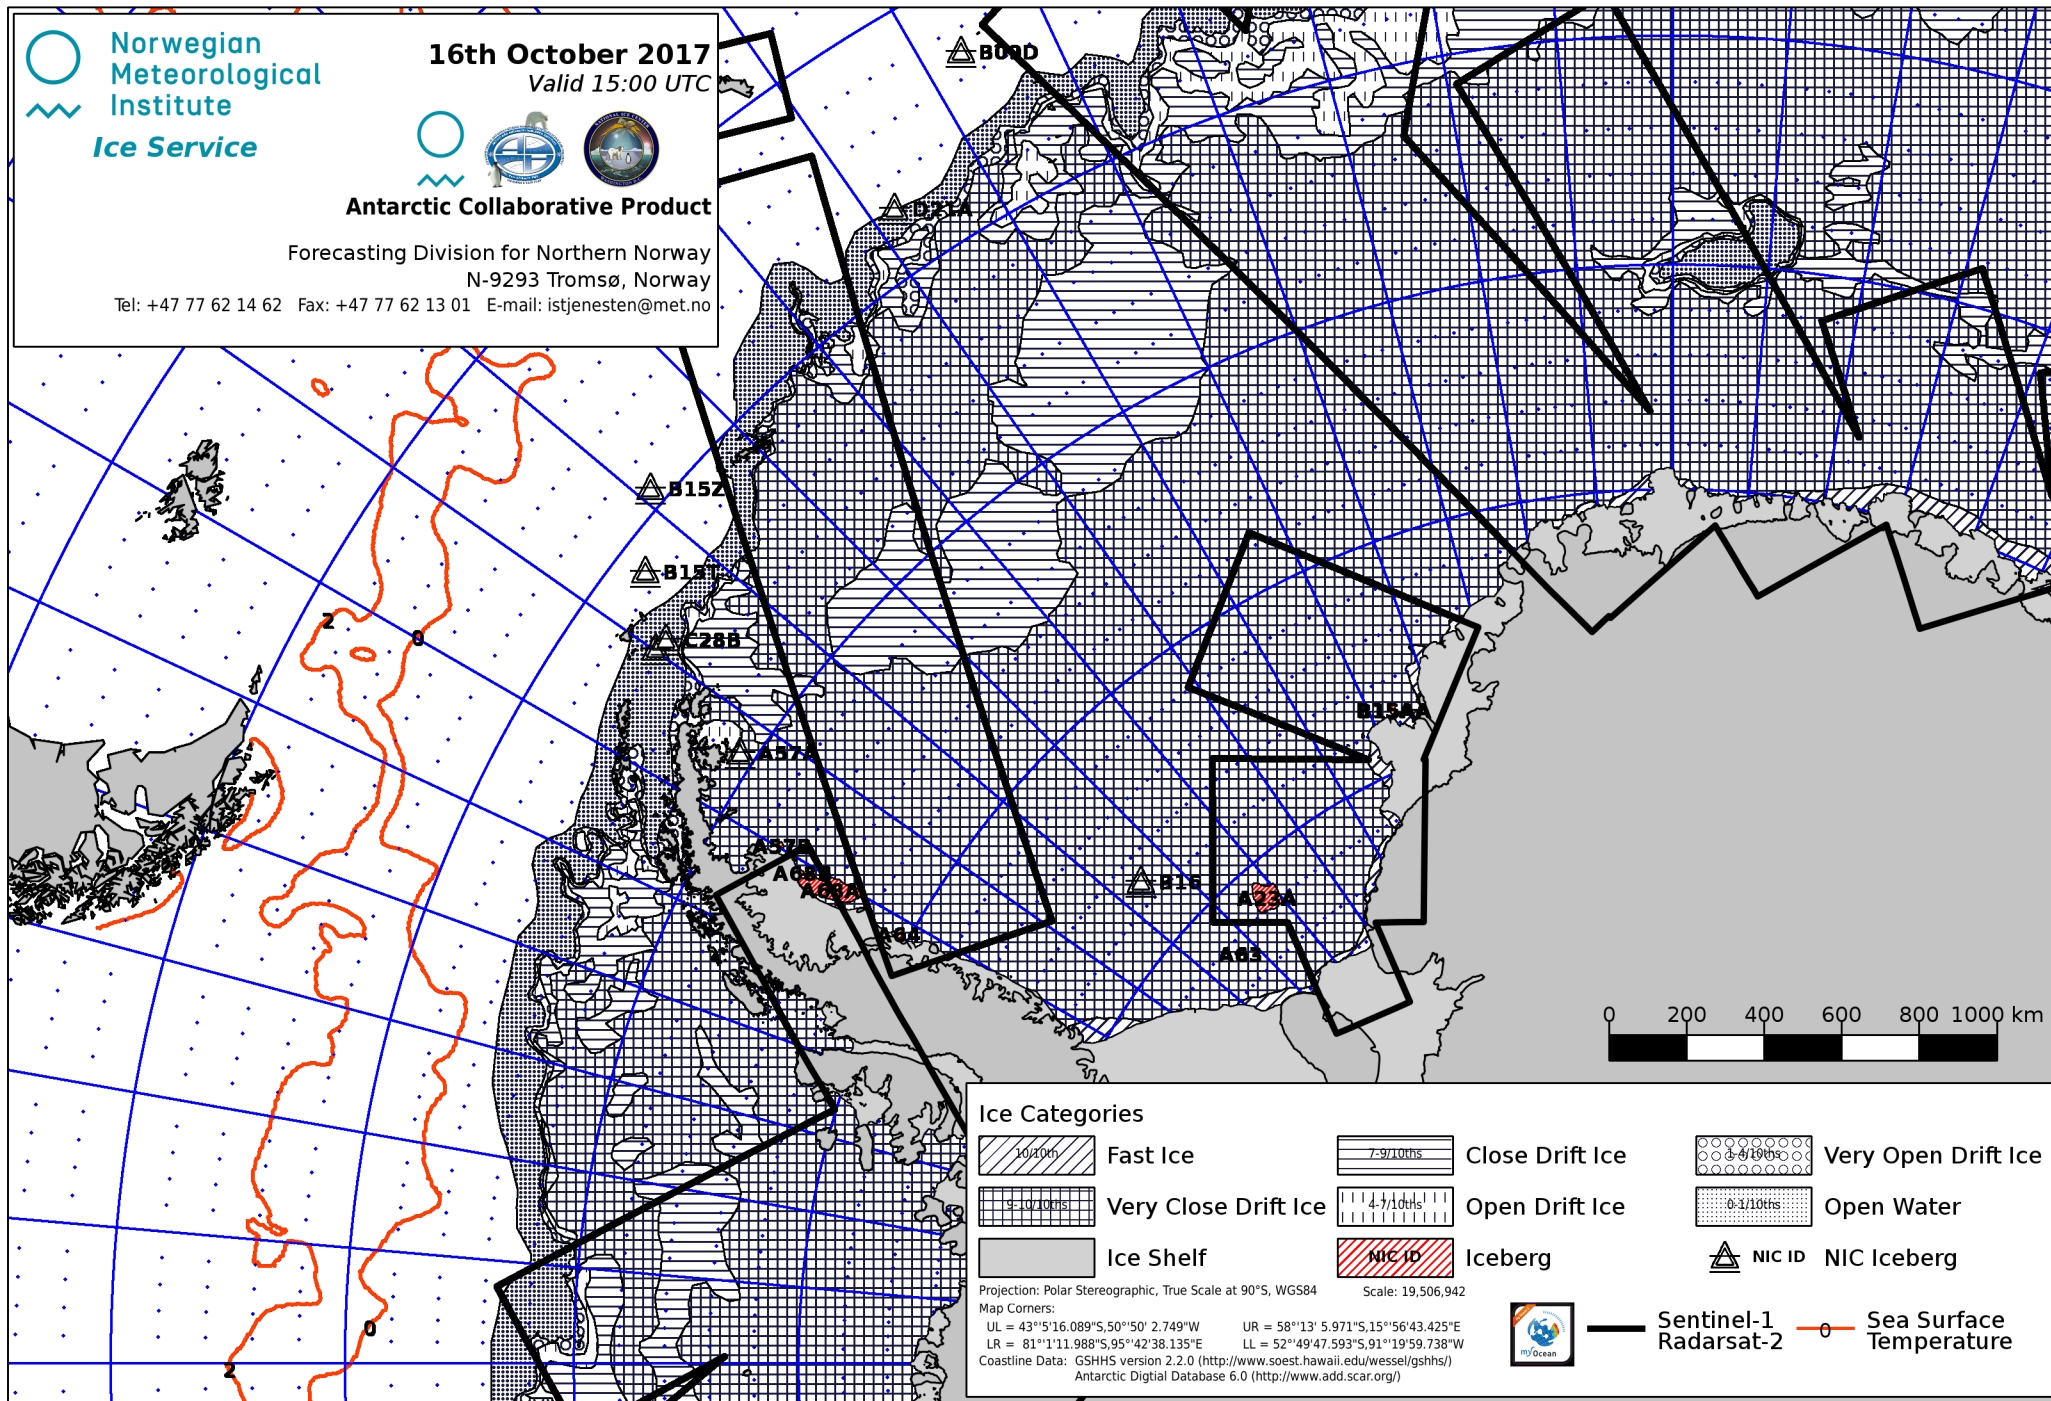 Norwegian
Meteorological
Institute
Ice Service
16th October 2017
Valid 15:00 UTC
Antarctic Collaborative Product
Forecasting Division for Northern Norway
N-9293 Tromsø, Norway
Tel: +47 77 62 14 62 Fax: +47 77 62 13 01 E-mail: istjenesten@met.no
B09D
D21A
B15Z
B15T
2
0
C28B
B15AA
A57A
A57B
A68B
A68A
B16
A23A
A64
A63
0 200 400 600 800 1000 km
Ice Categories
10/10th Fast Ice
7-9/10ths Close Drift Ice
1-4/10ths Very Open Drift Ice
9-10/10ths Very Close Drift Ice
4-7/10ths Open Drift Ice
0-1/10ths Open Water
Ice Shelf
NIC ID Iceberg
NIC ID NIC Iceberg
Projection: Polar Stereographic, True Scale at 90°S, WGS84
Scale: 19,506,942
Map Corners:
UL = 43°'5'16.089"S,50°'50' 2.749"W UR = 58°'13' 5.971"S,15°'56'43.425"E
LR = 81°'1'11.988"S,95°'42'38.135"E LL = 52°'49'47.593"S,91°'19'59.738"W
Coastline Data: GSHHS version 2.2.0 (http://www.soest.hawaii.edu/wessel/gshhs/)
Antarctic Digtial Database 6.0 (http://www.add.scar.org/)
myOcean
Sentinel-1
Radarsat-2
0 Sea Surface
Temperature
0
2